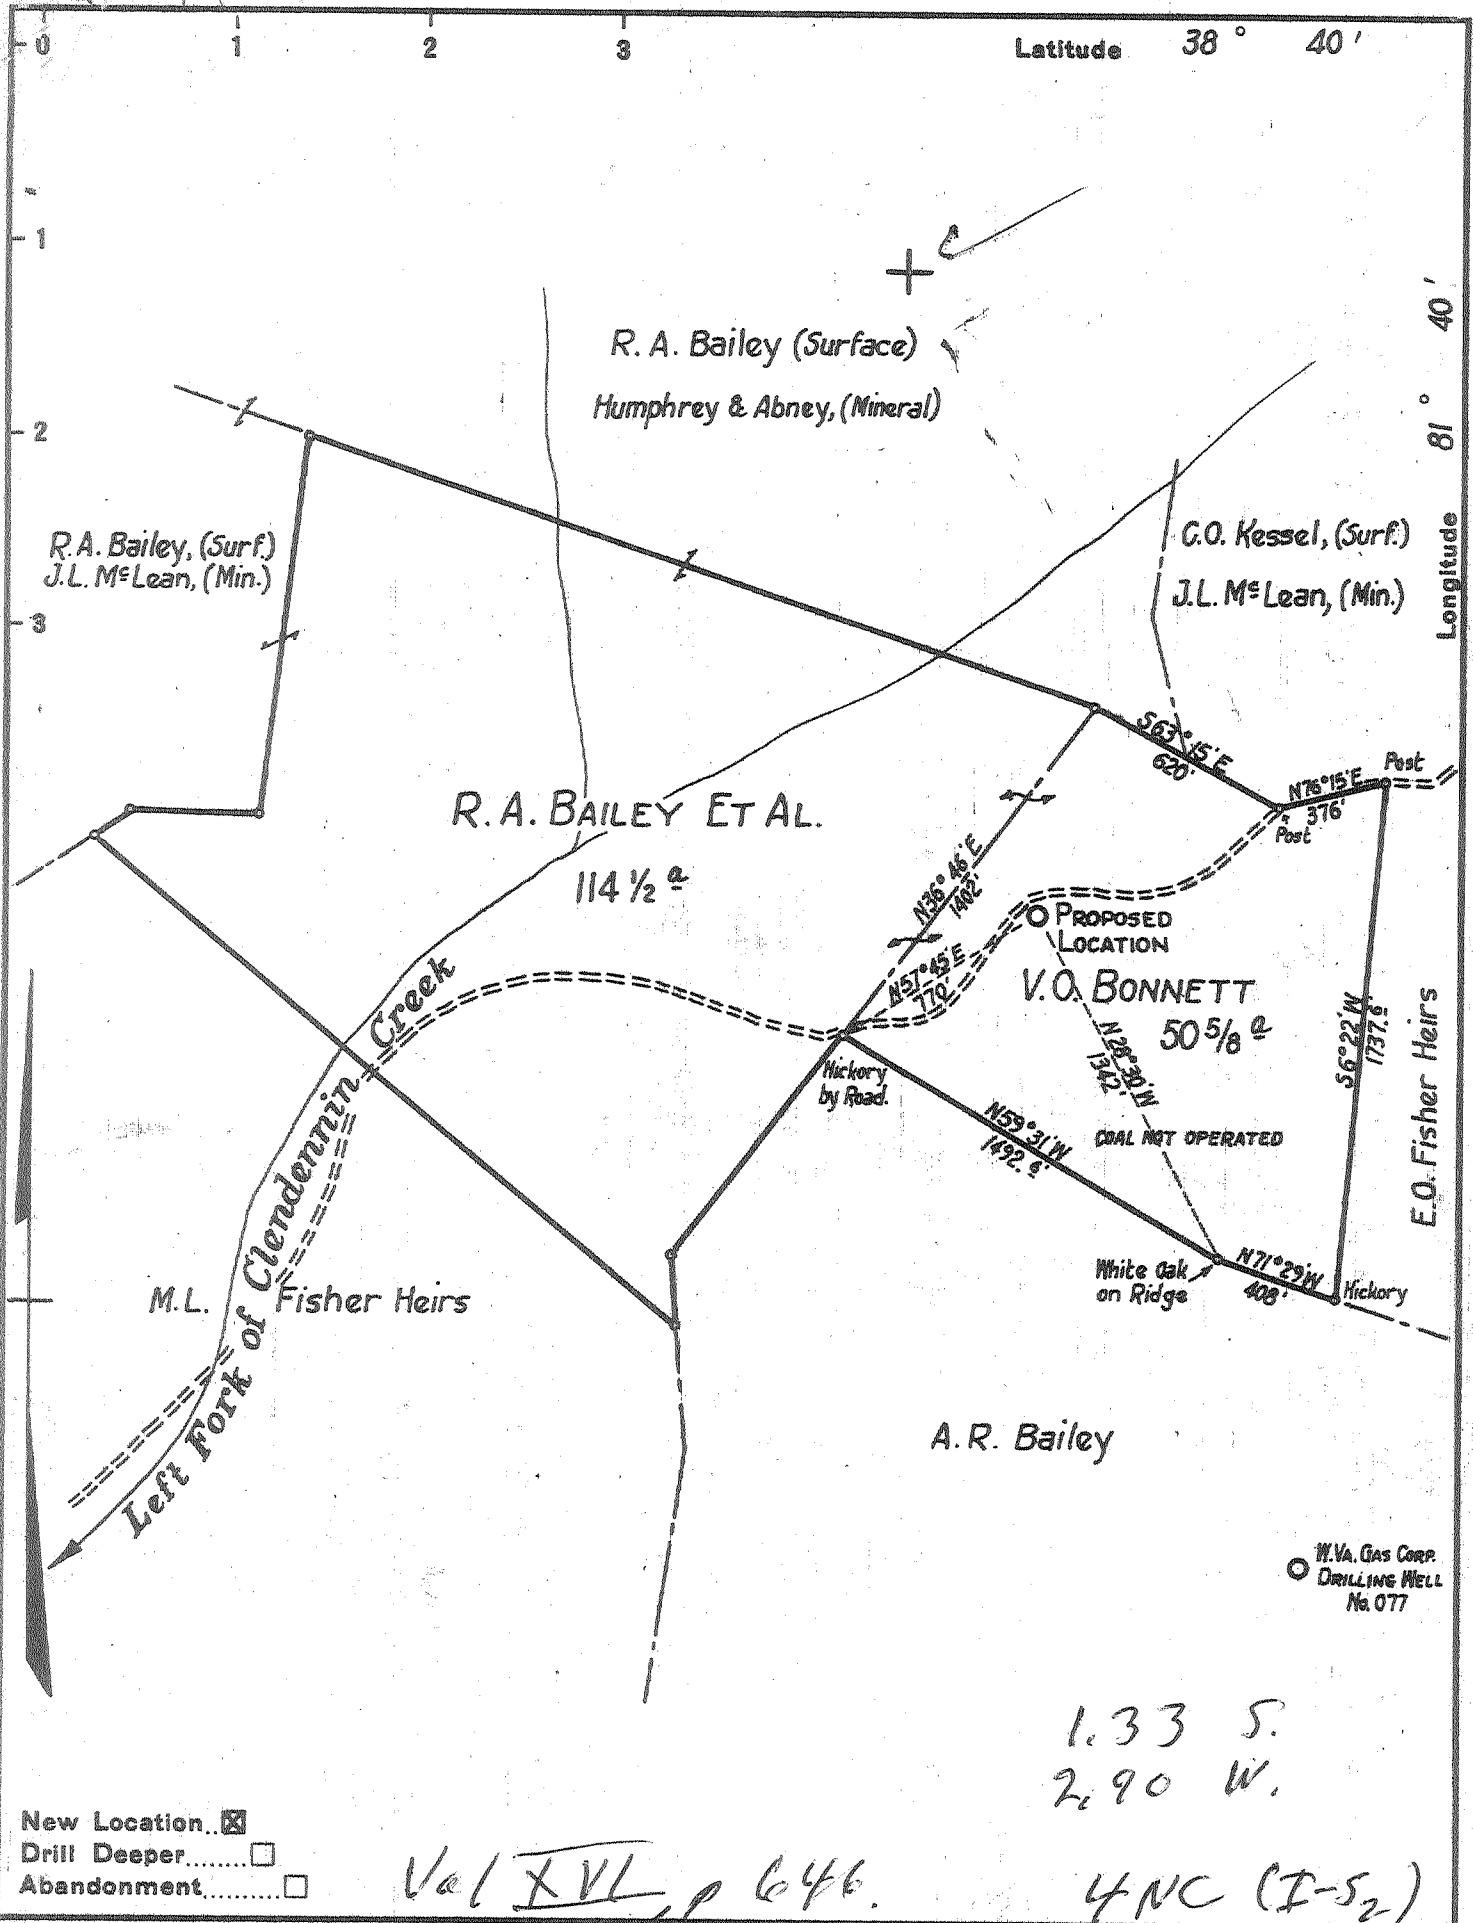 0 1 2 3 Latitude 38° 40'
1
2
3
Longitude 81° 40'
R. A. Bailey (Surface)
Humphrey & Abney, (Mineral)
R.A. Bailey, (Surf.)
J.L. McLean, (Min.)
C.O. Kessel, (Surf.)
J.L. McLean, (Min.)
S63°15'E
620'
N76°15'E
376'
Post
Post
R.A. BAILEY ET AL.
114 ½ a
N36°46'E
1402'
N57°45'E
770'
PROPOSED
LOCATION
V.O. BONNETT
50 5/8 a
N28°30'W
1342'
S6°22'W
1737.6'
E.O. Fisher Heirs
Hickory
by Road.
N59°31'W
1492.6'
COAL NOT OPERATED
White Oak
on Ridge
N71°29'W
408'
Hickory
Left Fork of Clendennin Creek
M.L. Fisher Heirs
A.R. Bailey
W.VA. GAS CORP.
DRILLING WELL
No. 077
1.33 S.
2.90 W.
New Location..☒
Drill Deeper........☐
Abandonment..........☐
Vol XVI, p 646.
4NC (I-S2)